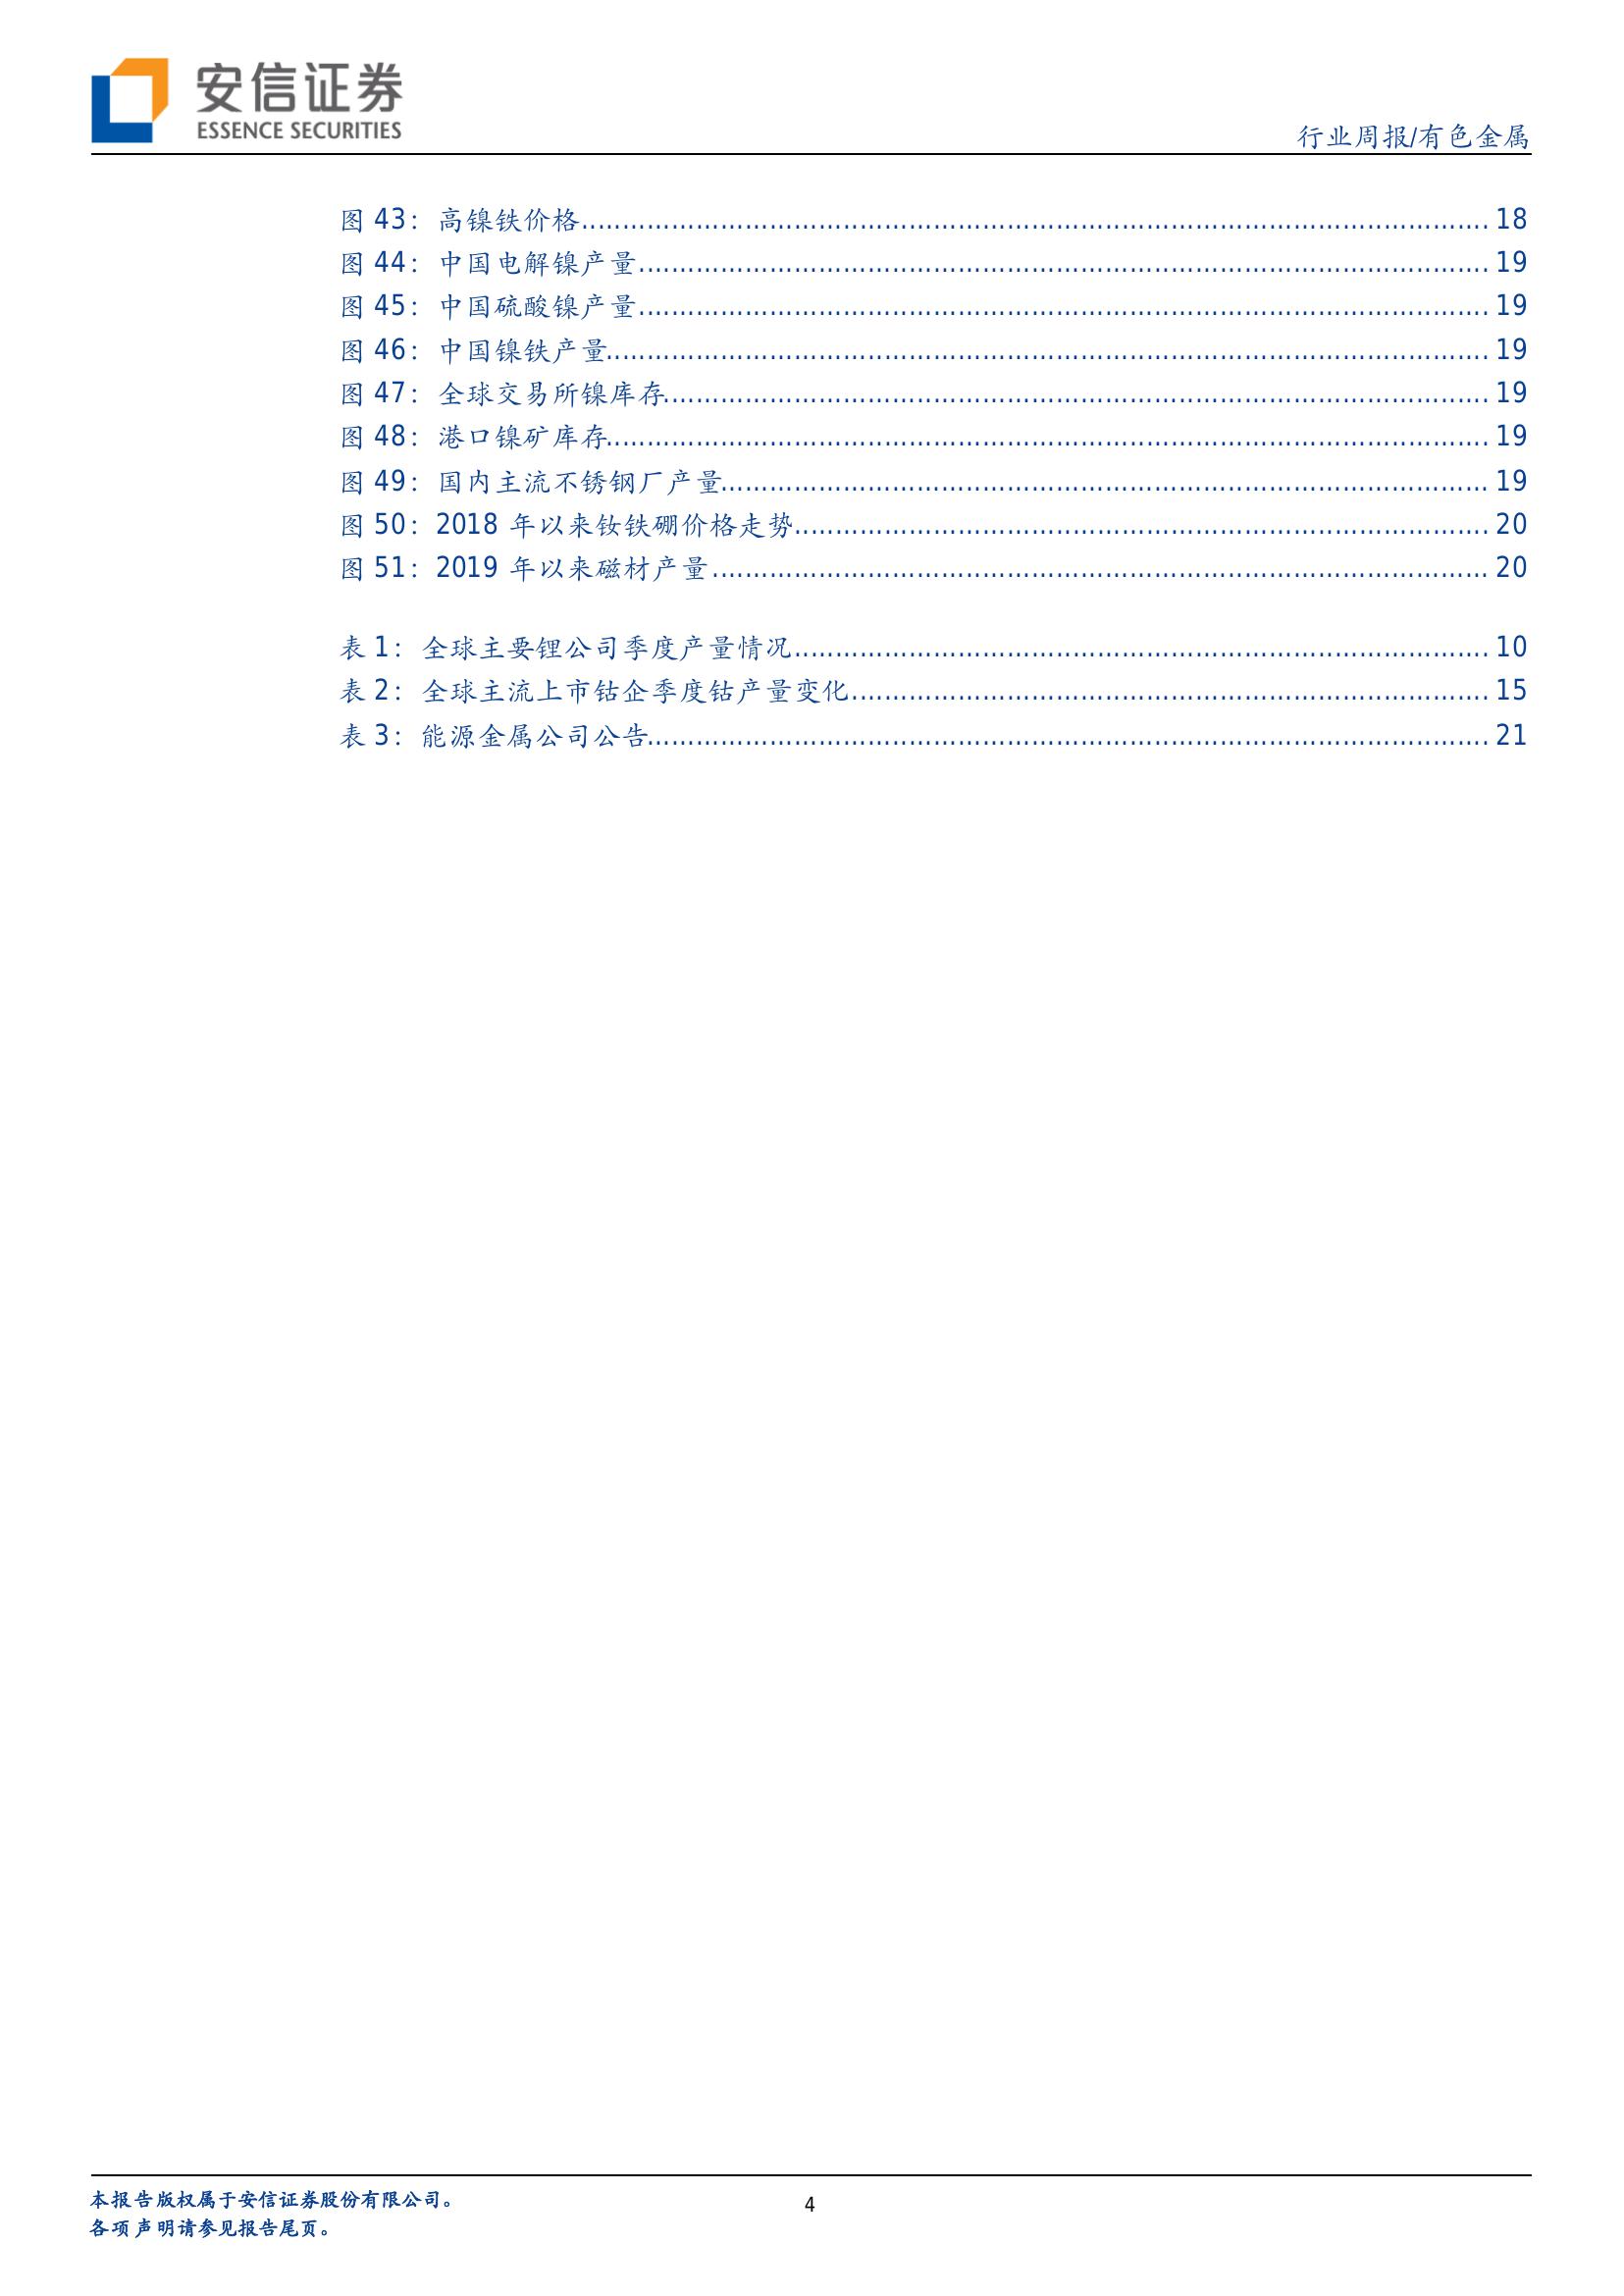 安信证券
ESSENCE SECURITIES
行业周报/有色金属
图 43：高镍铁价格 18
图 44：中国电解镍产量 19
图 45：中国硫酸镍产量 19
图 46：中国镍铁产量 19
图 47：全球交易所镍库存 19
图 48：港口镍矿库存 19
图 49：国内主流不锈钢厂产量 19
图 50：2018 年以来钕铁硼价格走势 20
图 51：2019 年以来磁材产量 20
表 1：全球主要锂公司季度产量情况 10
表 2：全球主流上市钴企季度钴产量变化 15
表 3：能源金属公司公告 21
本报告版权属于安信证券股份有限公司。
各项声明请参见报告尾页。
4